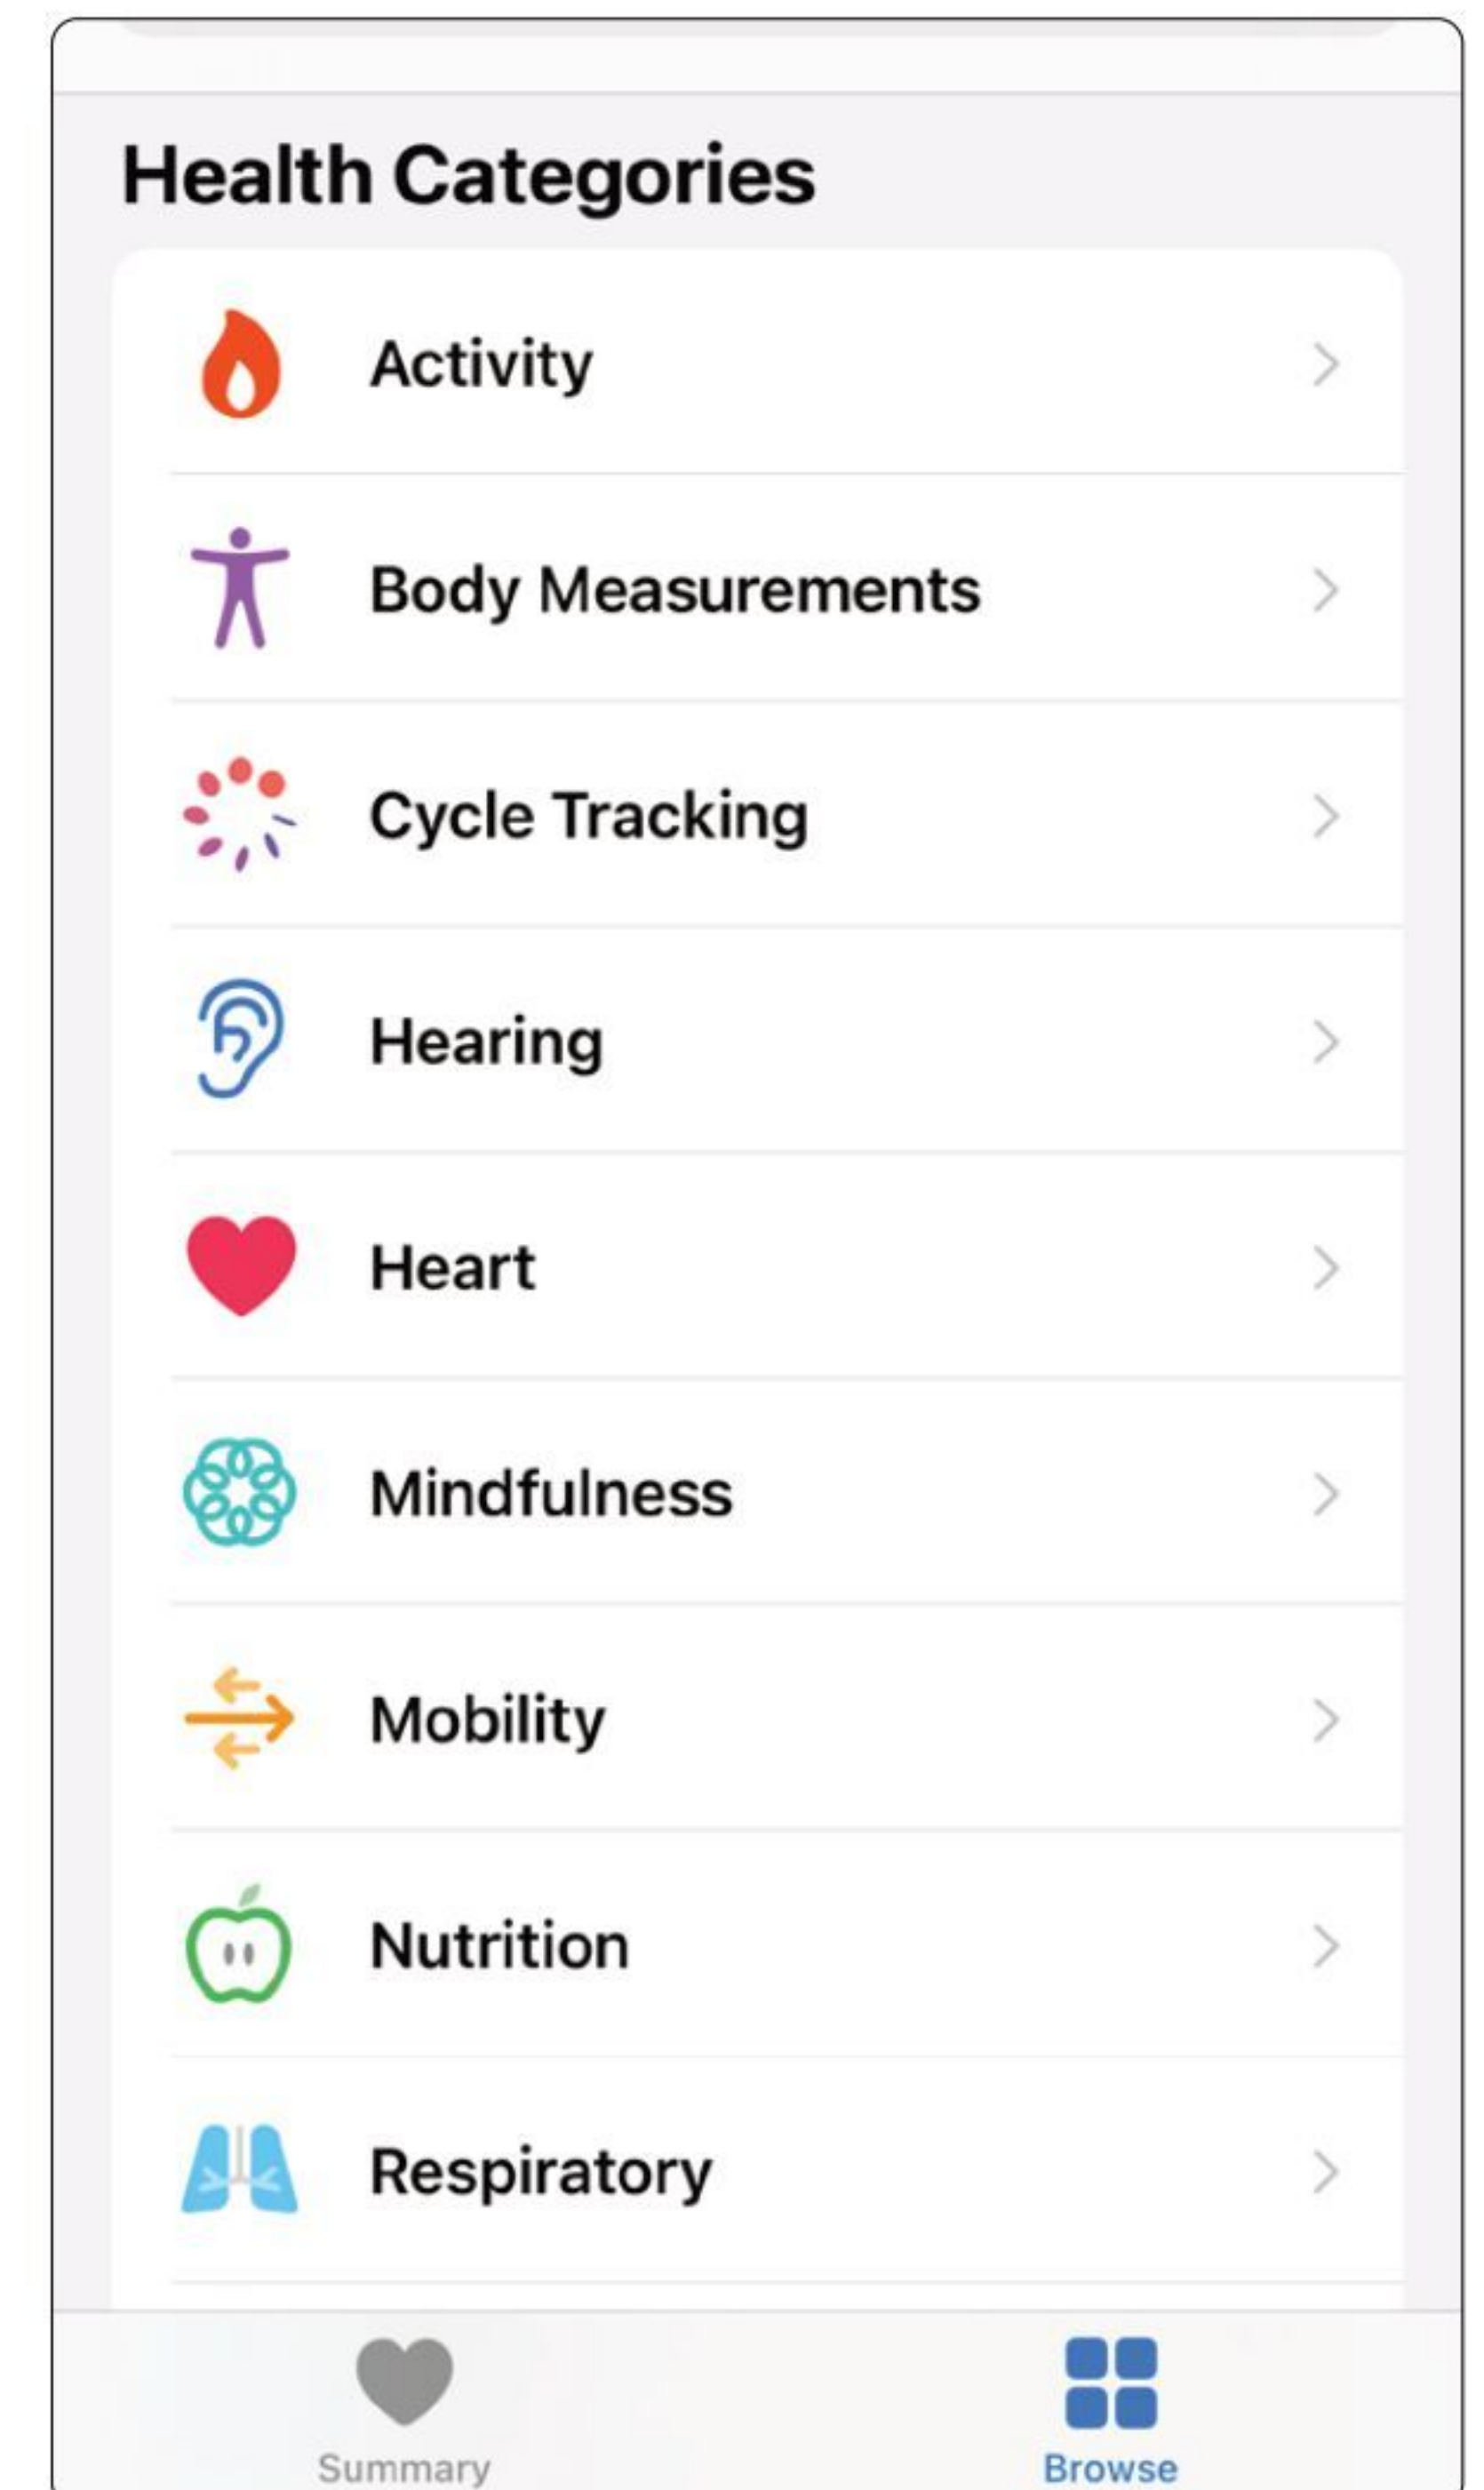 Health Categories
Activity
Body Measurements
Cycle Tracking
Hearing
Heart
Mindfulness
Mobility
Nutrition
Respiratory
Summary
Browse